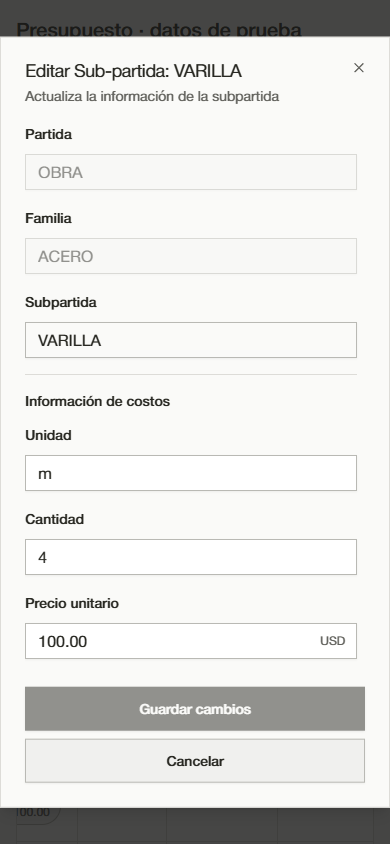 Presupuesto · datos de prueba
Editar Sub-partida: VARILLA
Actualiza la información de la subpartida
Partida
OBRA
Familia
ACERO
Subpartida
VARILLA
Información de costos
Unidad
m
Cantidad
4
Precio unitario
100.00 USD
Guardar cambios
Cancelar
00.00